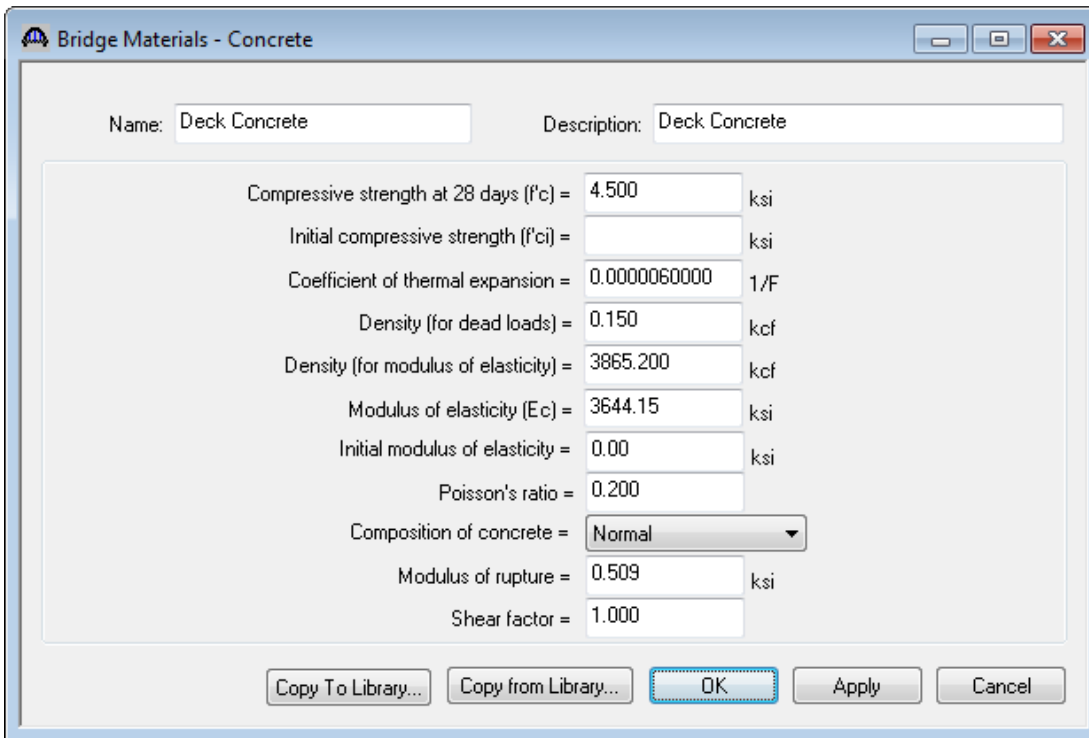 Bridge Materials - Concrete
Name: Deck Concrete Description: Deck Concrete
Compressive strength at 28 days (f'c) = 4.500 ksi
Initial compressive strength (f'ci) = ksi
Coefficient of thermal expansion = 0.0000060000 1/F
Density (for dead loads) = 0.150 kcf
Density (for modulus of elasticity) = 3865.200 kcf
Modulus of elasticity (Ec) = 3644.15 ksi
Initial modulus of elasticity = 0.00 ksi
Poisson's ratio = 0.200
Composition of concrete = Normal
Modulus of rupture = 0.509 ksi
Shear factor = 1.000
Copy To Library... Copy from Library... OK Apply Cancel